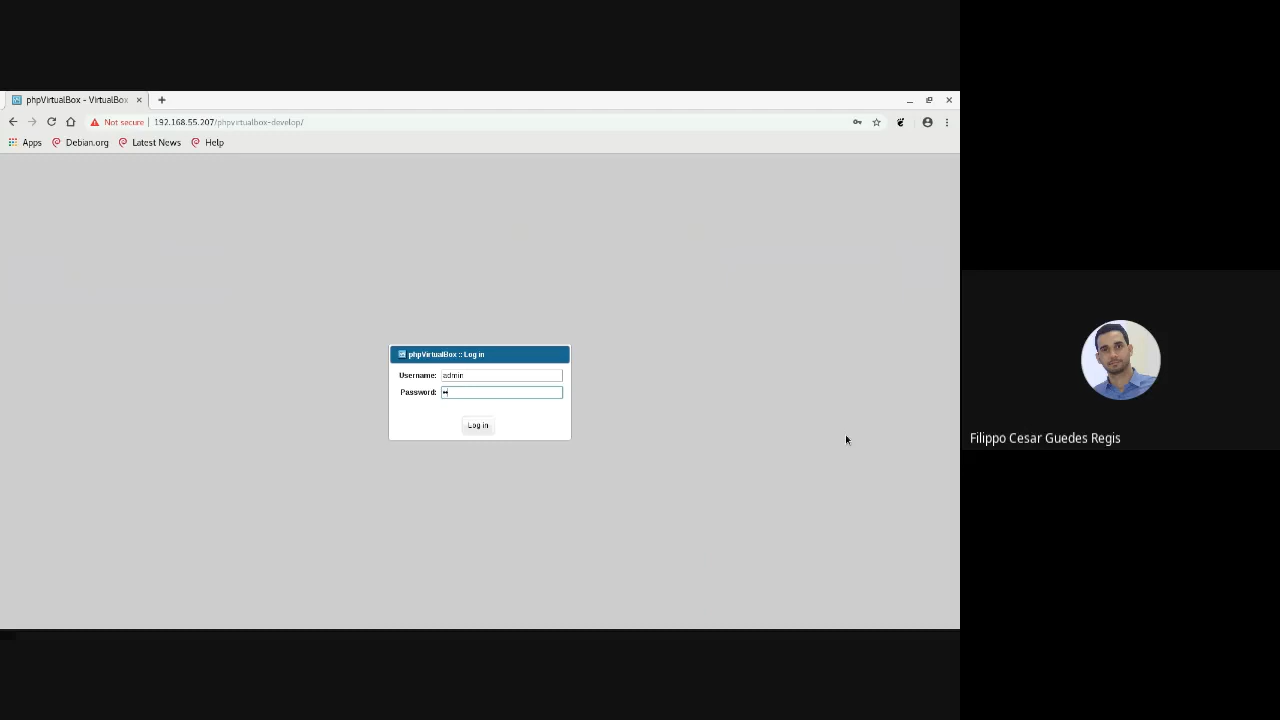 phpVirtualBox - VirtualBox
Not secure
192.168.55.207/phpvirtualbox-develop/
Apps
Debian.org
Latest News
Help
phpVirtualBox :: Log in
Username:
admin
Password:
Log in
Filippo Cesar Guedes Regis